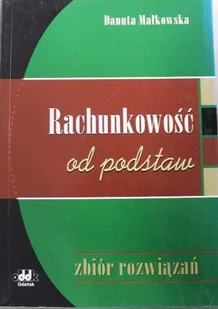 Danuta Małkowska
Rachunkowość
od podstaw
zbiór rozwiązań
oddk
Gdańsk